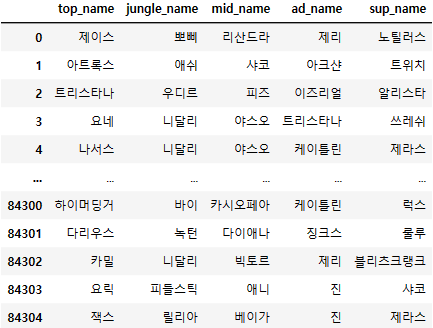 top_name jungle_name mid_name ad_name sup_name
0 제이스 뽀삐 리산드라 제리 노틸러스
1 아트록스 애쉬 샤코 아크샨 트위치
2 트리스타나 우디르 피즈 이즈리얼 알리스타
3 요네 니달리 야스오 트리스타나 쓰레쉬
4 나서스 니달리 야스오 케이틀린 제라스
... ... ... ... ... ...
84300 하이머딩거 바이 카시오페아 케이틀린 럭스
84301 다리우스 녹턴 다이애나 징크스 룰루
84302 카밀 니달리 빅토르 제리 블리츠크랭크
84303 요릭 피들스틱 애니 진 샤코
84304 잭스 릴리아 베이가 진 제라스